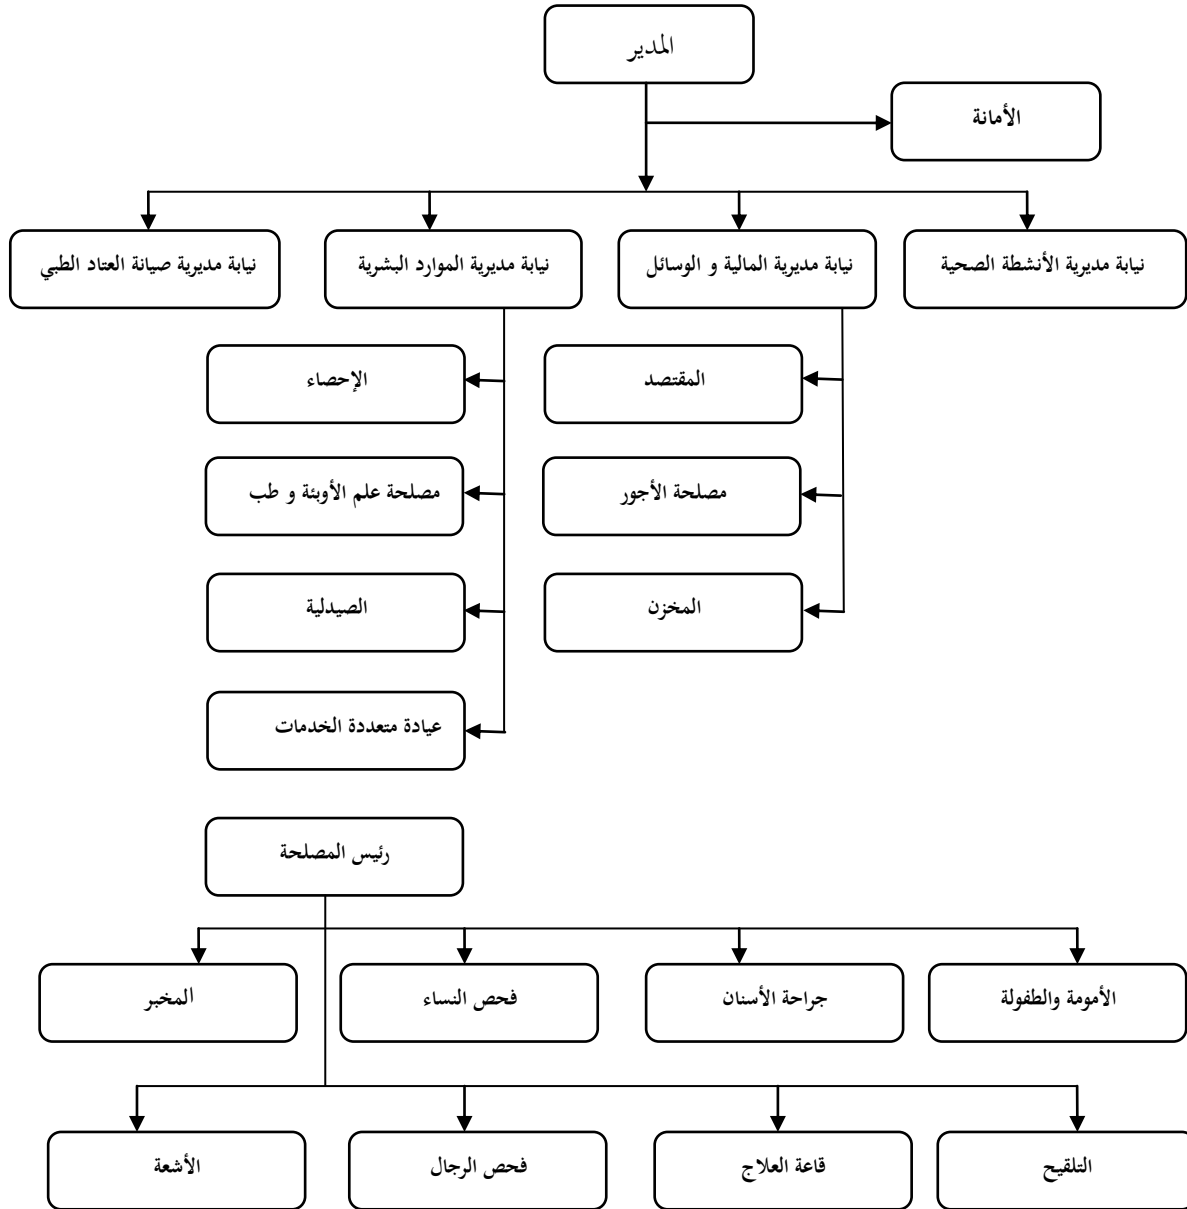 المدير
الأمانة
نيابة مديرية الأنشطة الصحية
نيابة مديرية المالية و الوسائل
نيابة مديرية الموارد البشرية
نيابة مديرية صيانة العتاد الطبي
المقتصد
الإحصاء
مصلحة الأجور
مصلحة علم الأوبئة و طب
المخزن
الصيدلية
عيادة متعددة الخدمات
رئيس المصلحة
الأمومة والطفولة
جراحة الأسنان
فحص النساء
المخبر
التلقيح
قاعة العلاج
فحص الرجال
الأشعة